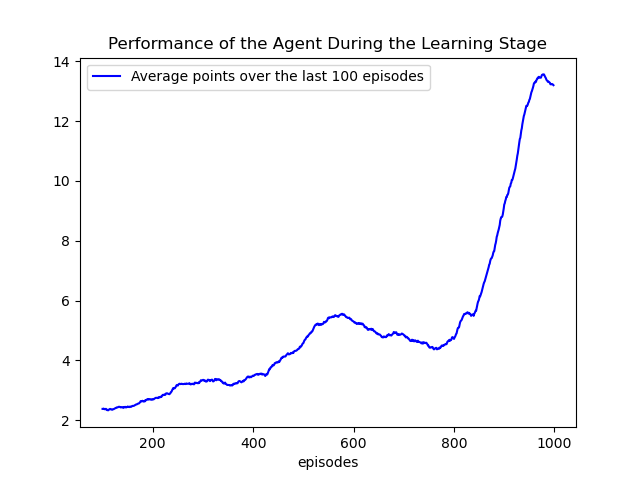 Performance of the Agent During the Learning Stage
Average points over the last 100 episodes
14
12
10
8
6
4
2
200 400 600 800 1000
episodes